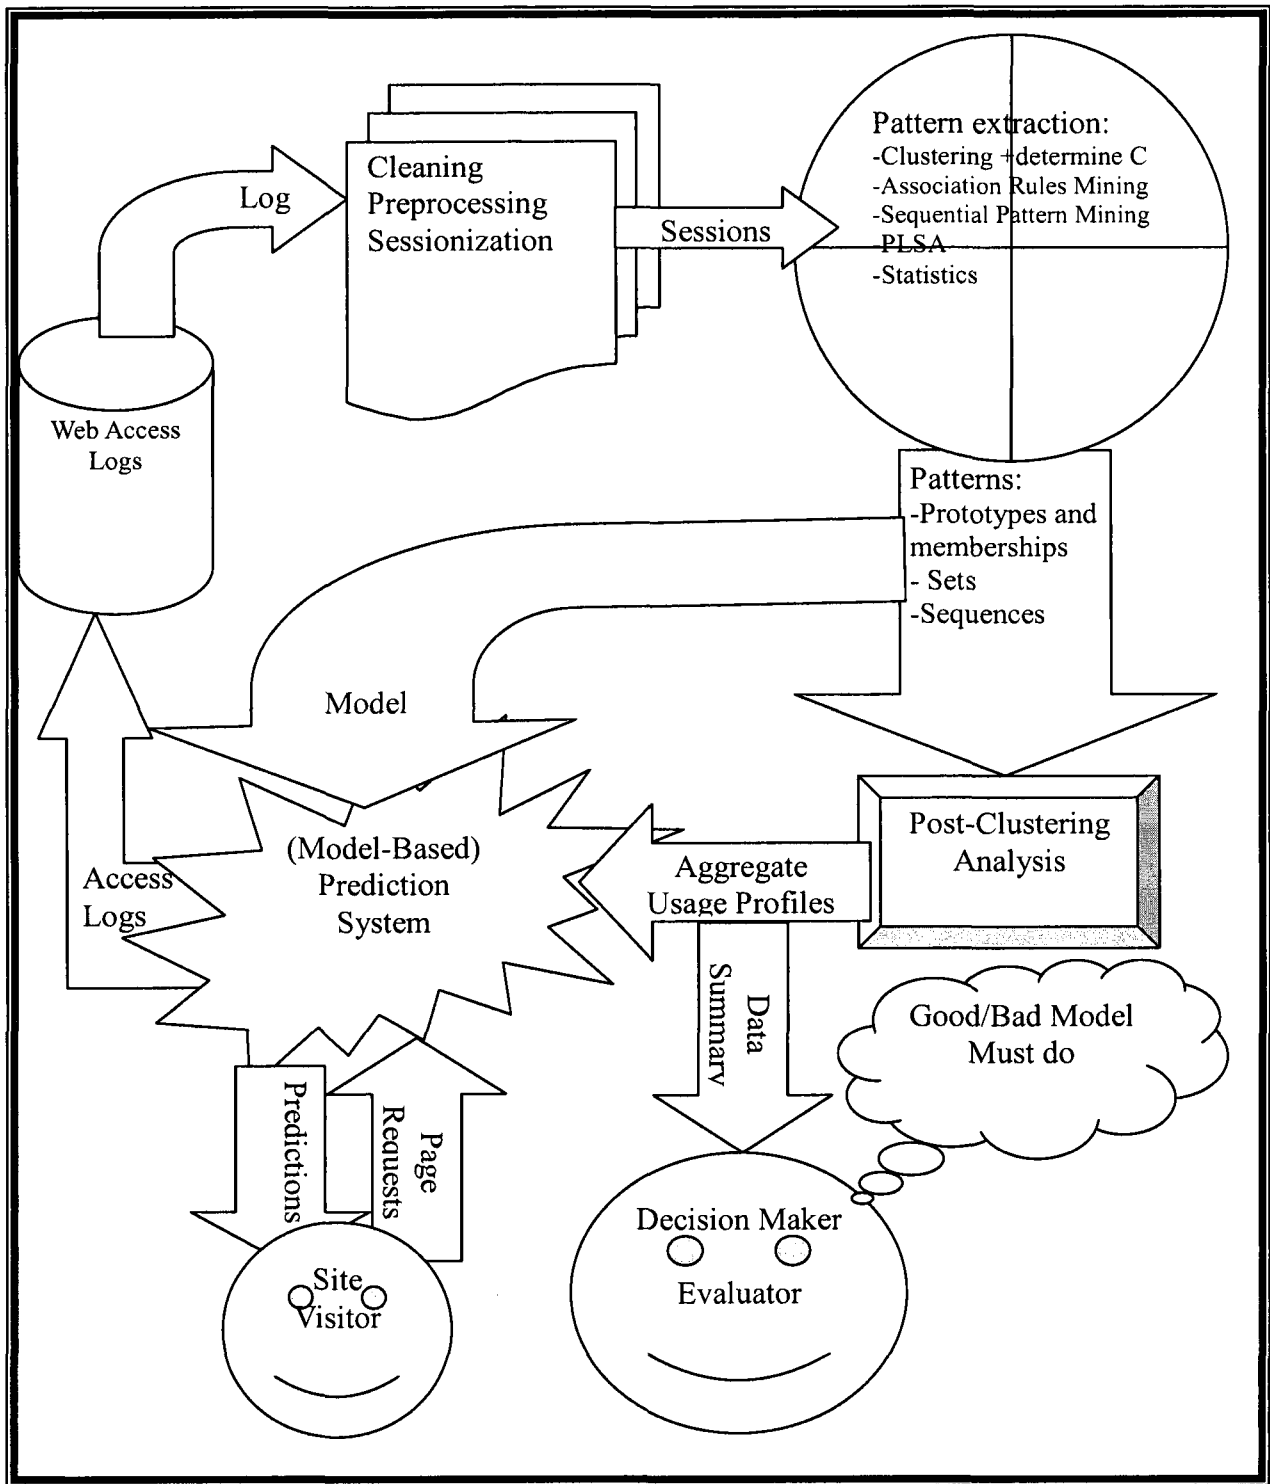 Log
Cleaning
Preprocessing
Sessionization
Sessions
Pattern extraction:
-Clustering +determine C
-Association Rules Mining
-Sequential Pattern Mining
-PLSA
-Statistics
Web Access
Logs
Patterns:
-Prototypes and
memberships
- Sets
-Sequences
Model
(Model-Based)
Prediction
System
Access
Logs
Aggregate
Usage Profiles
Post-Clustering
Analysis
Data
Summary
Good/Bad Model
Must do
Predictions
Page
Requests
Decision Maker
Evaluator
Site
Visitor